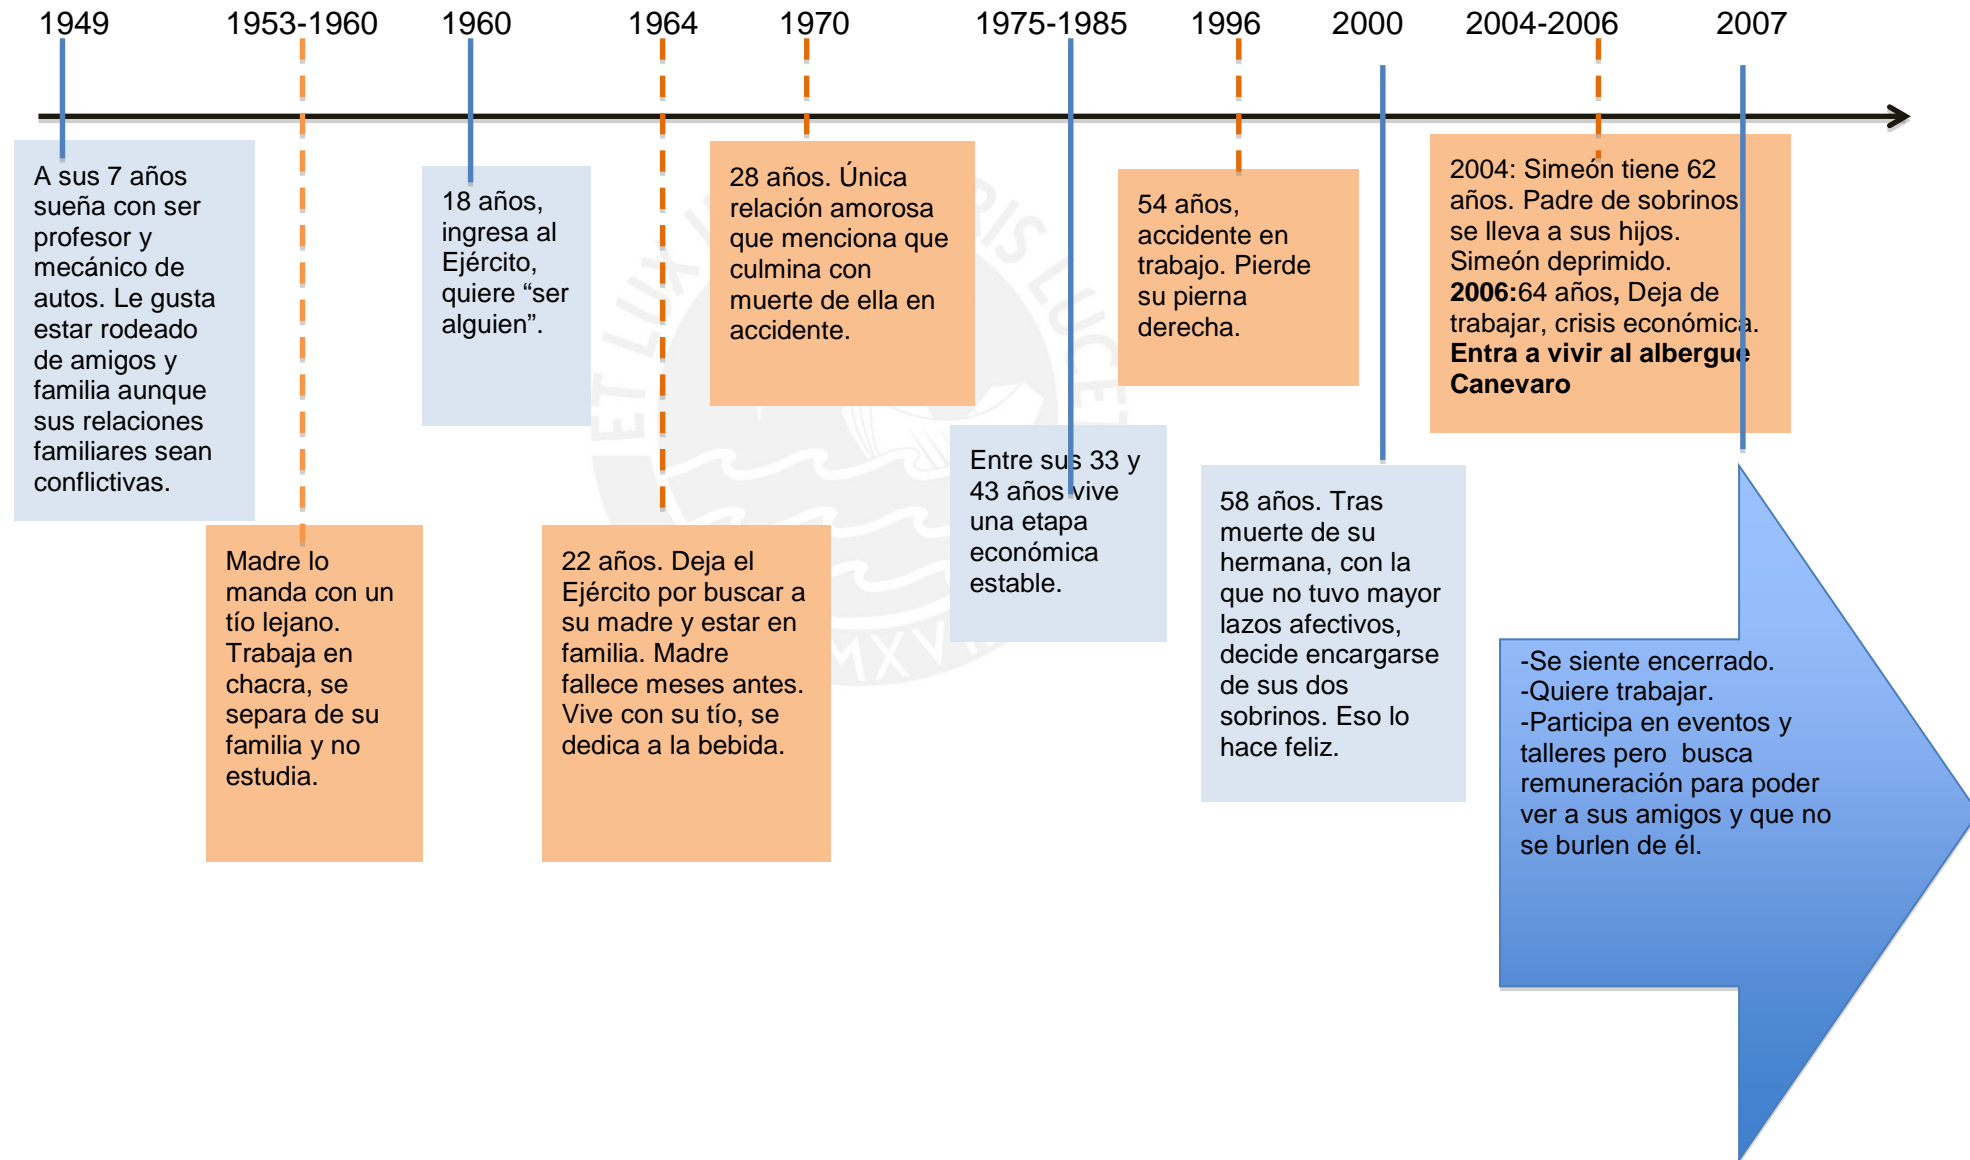 1949 1953-1960 1960 1964 1970 1975-1985 1996 2000 2004-2006 2007
A sus 7 años
sueña con ser
profesor y
mecánico de
autos. Le gusta
estar rodeado
de amigos y
familia aunque
sus relaciones
familiares sean
conflictivas.
Madre lo
manda con un
tío lejano.
Trabaja en
chacra, se
separa de su
familia y no
estudia.
18 años,
ingresa al
Ejército,
quiere “ser
alguien”.
22 años. Deja el
Ejército por buscar a
su madre y estar en
familia. Madre
fallece meses antes.
Vive con su tío, se
dedica a la bebida.
28 años. Única
relación amorosa
que menciona que
culmina con
muerte de ella en
accidente.
Entre sus 33 y
43 años vive
una etapa
económica
estable.
54 años,
accidente en
trabajo. Pierde
su pierna
derecha.
58 años. Tras
muerte de su
hermana, con la
que no tuvo mayor
lazos afectivos,
decide encargarse
de sus dos
sobrinos. Eso lo
hace feliz.
2004: Simeón tiene 62
años. Padre de sobrinos
se lleva a sus hijos.
Simeón deprimido.
2006:64 años, Deja de
trabajar, crisis económica.
Entra a vivir al albergue
Canevaro
-Se siente encerrado.
-Quiere trabajar.
-Participa en eventos y
talleres pero  busca
remuneración para poder
ver a sus amigos y que no
se burlen de él.
ET LUX